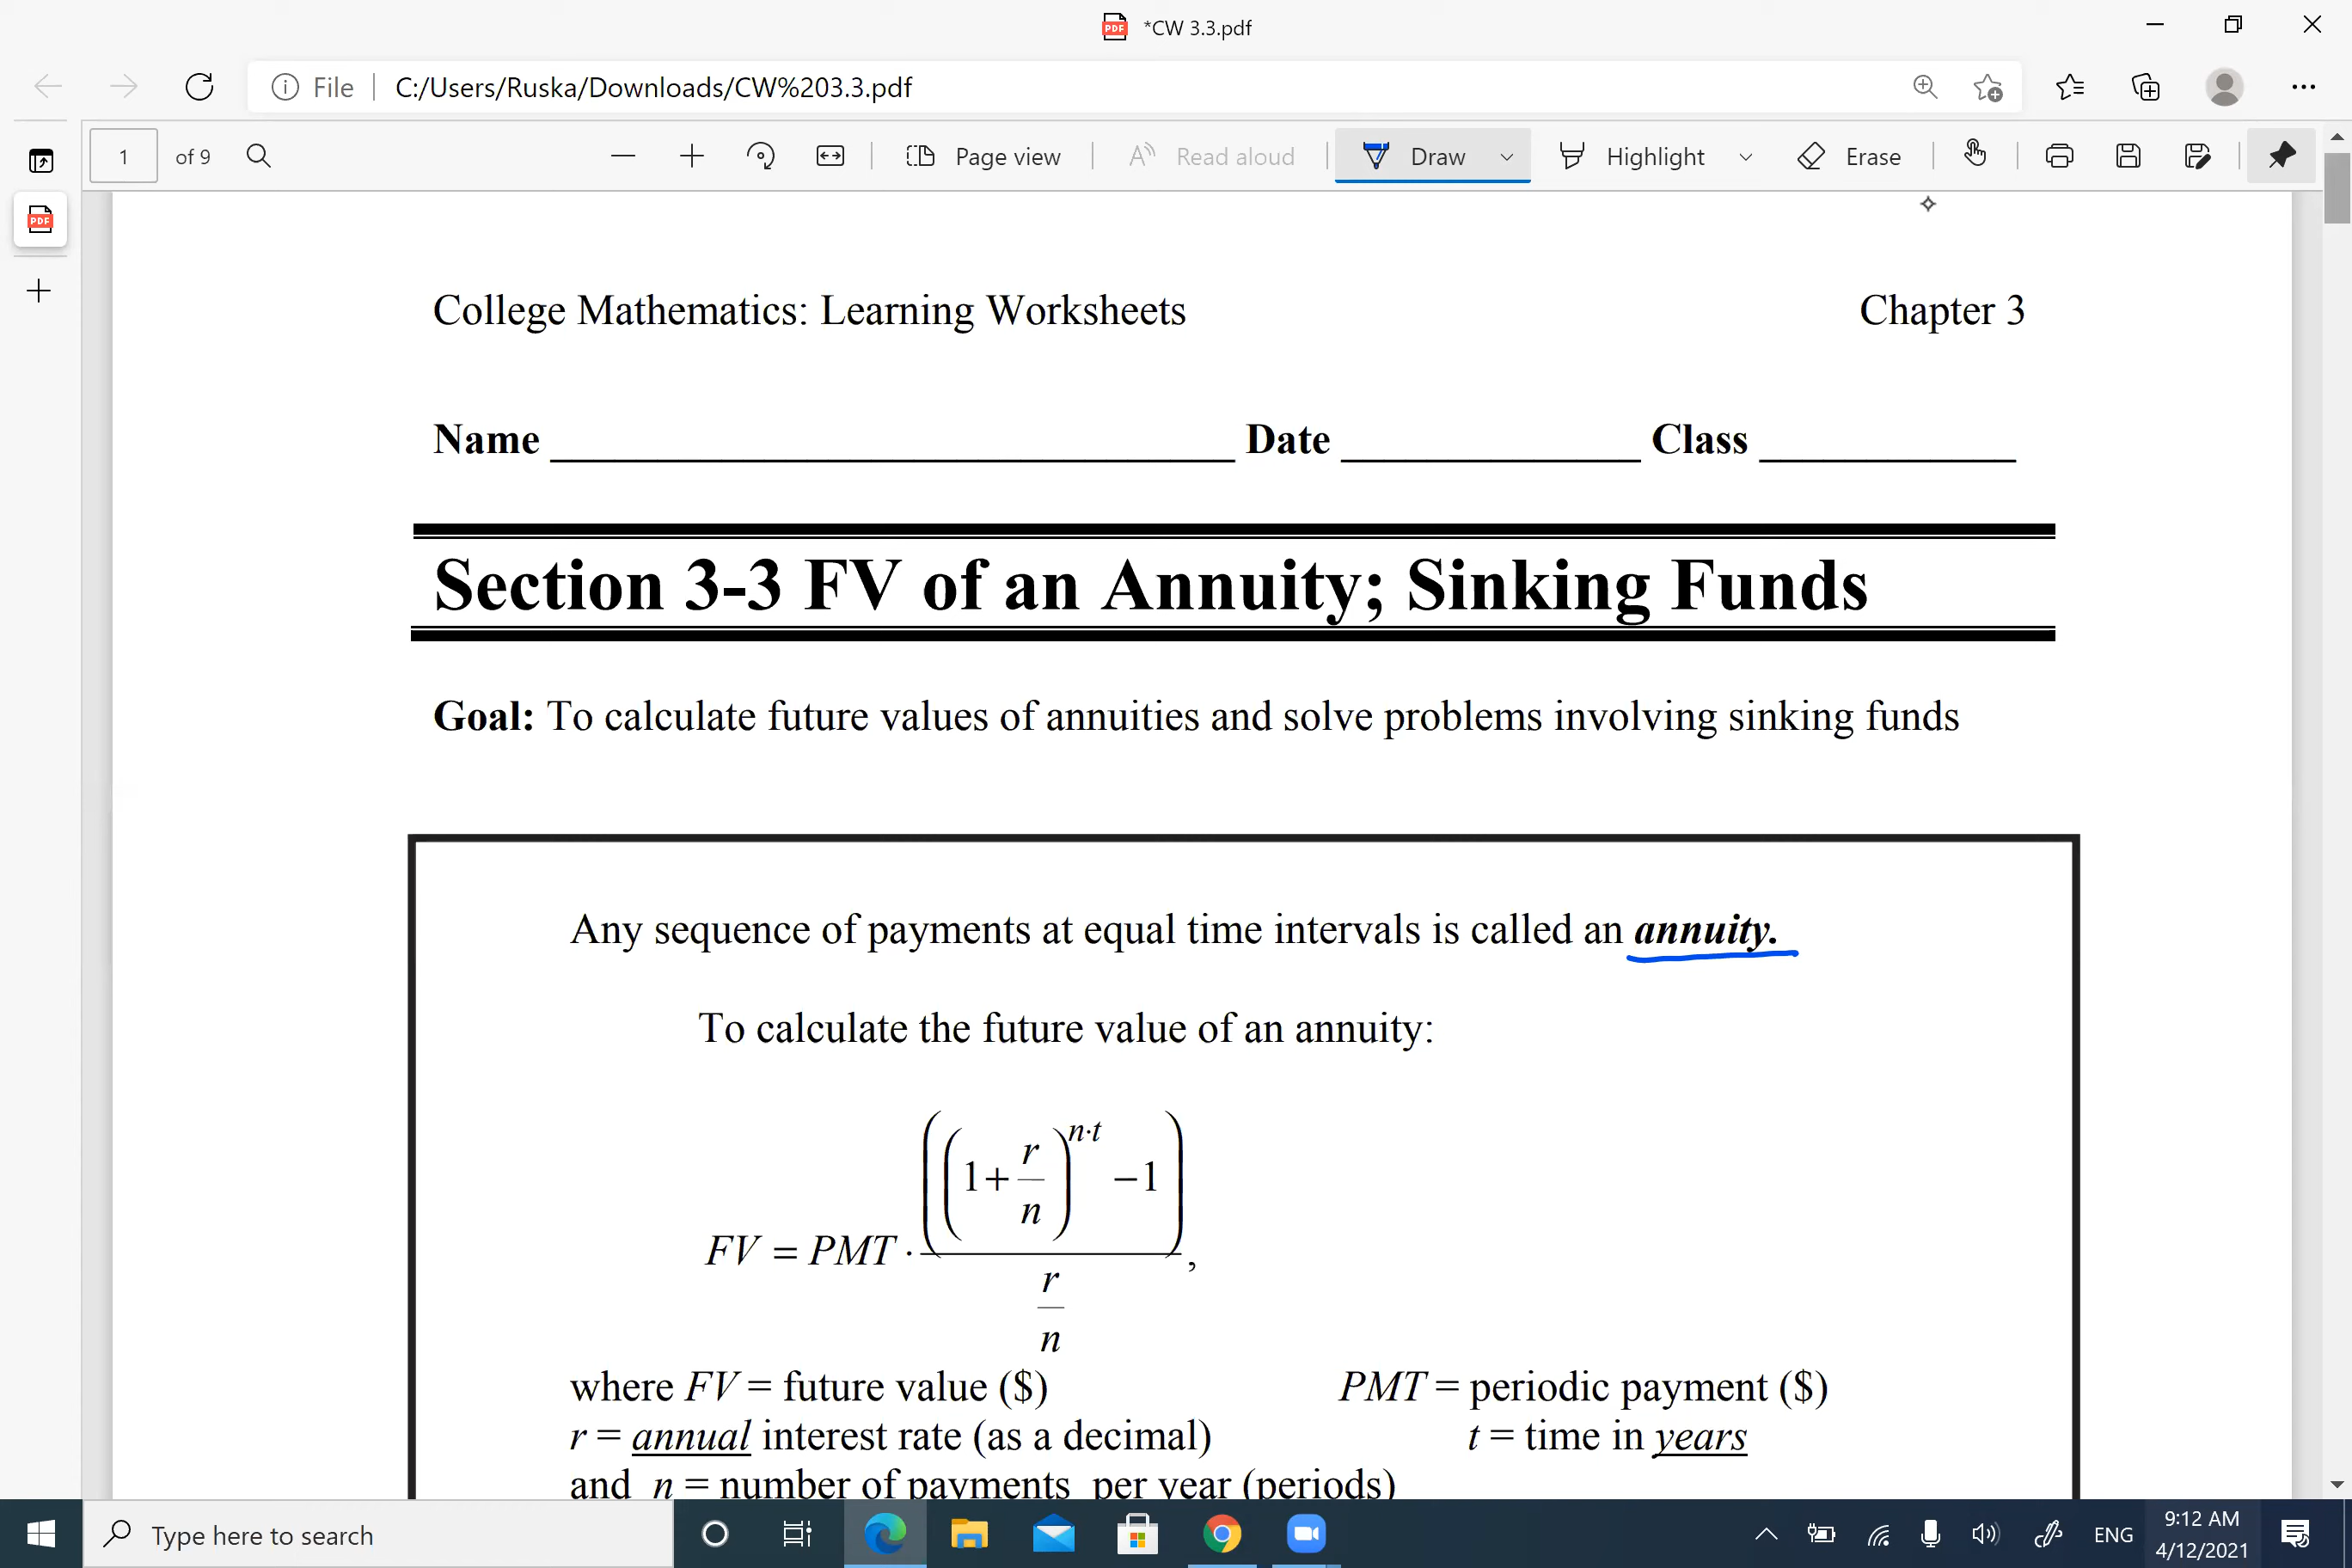 *CW 3.3.pdf
File | C:/Users/Ruska/Downloads/CW%203.3.pdf
1 of 9 Page view Read aloud Draw Highlight Erase
College Mathematics: Learning Worksheets Chapter 3
Name ________ Date ________ Class ________
Section 3-3 FV of an Annuity; Sinking Funds
Goal: To calculate future values of annuities and solve problems involving sinking funds
Any sequence of payments at equal time intervals is called an annuity.
To calculate the future value of an annuity:
FV = PMT · ((1 + r/n)^(n·t) − 1) / (r/n),
where FV = future value ($) PMT = periodic payment ($)
r = annual interest rate (as a decimal) t = time in years
and n = number of payments per year (periods)
Type here to search ENG 9:12 AM
4/12/2021